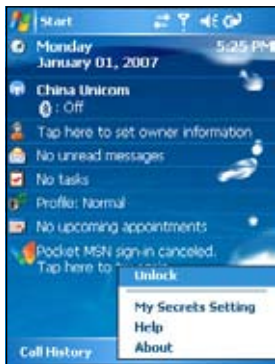 Start
Monday 5:25 PM
January 01, 2007
China Unicom
: Off
Tap here to set owner information
No unread messages
No tasks
Profile: Normal
No upcoming appointments
Pocket MSN sign-in canceled.
Tap here to
Unlock
My Secrets Setting
Help
About
Call History